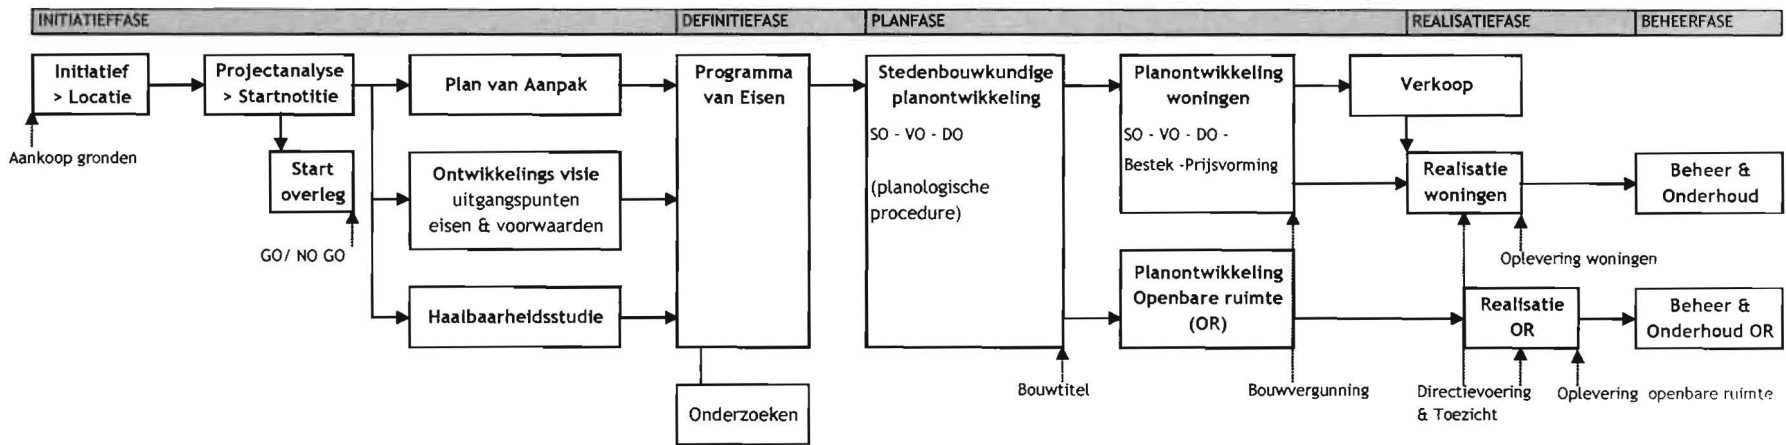 INITIATIEFFASE
DEFINITIEFASE
PLANFASE
REALISATIEFASE
BEHEERFASE
Initiatief
> Locatie
Aankoop gronden
Projectanalyse
> Startnotitie
Start
overleg
GO/ NO GO
Plan van Aanpak
Ontwikkelings visie
uitgangspunten
eisen & voorwaarden
Haalbaarheidsstudie
Programma
van Eisen
Onderzoeken
Stedenbouwkundige
planontwikkeling
SO - VO - DO
(planologische
procedure)
Bouwtitel
Planontwikkeling
woningen
SO - VO - DO -
Bestek -Prijsvorming
Planontwikkeling
Openbare ruimte
(OR)
Bouwvergunning
Verkoop
Realisatie
woningen
Oplevering woningen
Realisatie
OR
Directievoering
& Toezicht
Oplevering openbare ruimte
Beheer &
Onderhoud
Beheer &
Onderhoud OR